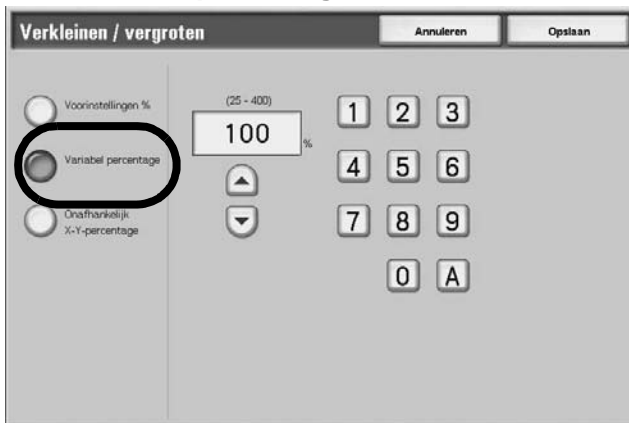 Verkleinen / vergroten
Annuleren
Opslaan
Voorinstellingen %
Variabel percentage
Onafhankelijk
X-Y-percentage
(25 - 400)
100 %
1 2 3
4 5 6
7 8 9
0 A